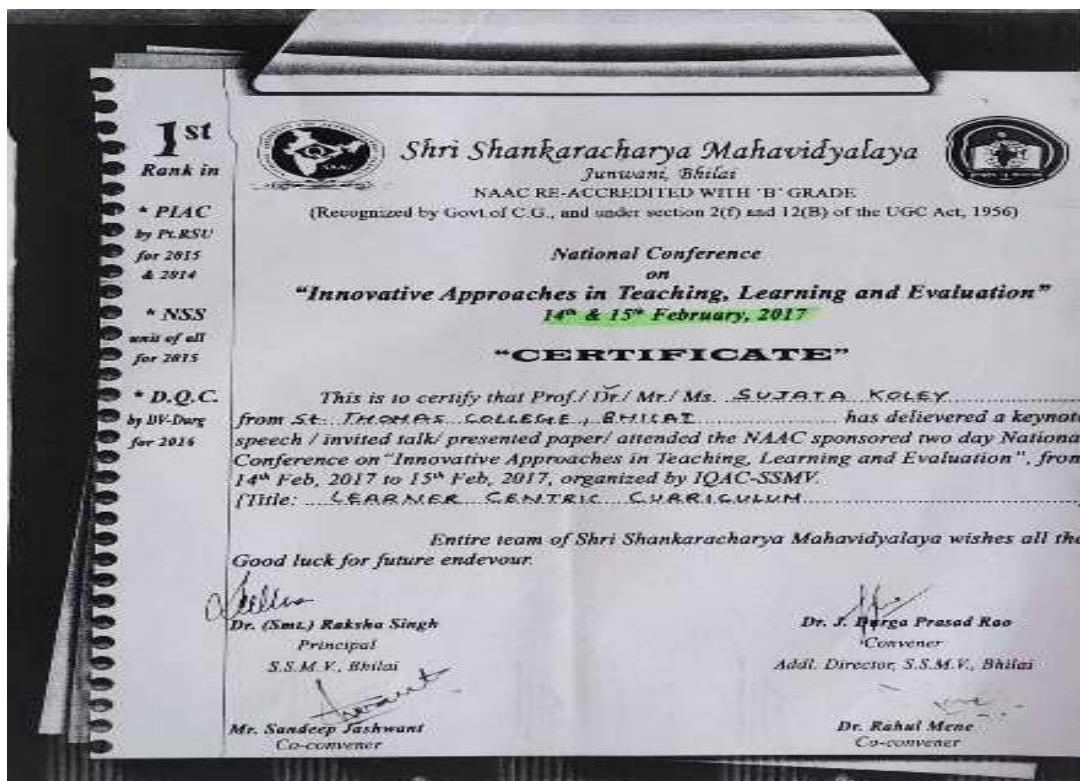 1st
Rank in
* PIAC
by Pt.RSU
for 2015
& 2014
* NSS
unit of all
for 2015
* D.Q.C.
by DV-Durg
for 2016
Shri Shankaracharya Mahavidyalaya
Junwani, Bhilai
NAAC RE-ACCREDITED WITH 'B' GRADE
(Recognized by Govt.of C.G., and under section 2(f) and 12(B) of the UGC Act, 1956)
National Conference
on
"Innovative Approaches in Teaching, Learning and Evaluation"
14th & 15th February, 2017
"CERTIFICATE"
This is to certify that Prof./ Dr./ Mr./ Ms. SUJATA KOLEY
from St. THOMAS COLLEGE, BHILAI has delievered a keynote
speech / invited talk/ presented paper/ attended the NAAC sponsored two day Nationa
Conference on "Innovative Approaches in Teaching, Learning and Evaluation", from
14th Feb, 2017 to 15th Feb, 2017, organized by IQAC-SSMV.
[Title: LEARNER CENTRIC CURRICULUM
Entire team of Shri Shankaracharya Mahavidyalaya wishes all the
Good luck for future endevour.
Dr. (Smt.) Raksha Singh
Principal
S.S.M.V., Bhilai
Dr. J. Durga Prasad Rao
Convener
Addl. Director, S.S.M.V., Bhilai
Mr. Sandeep Jashwant
Co-convener
Dr. Rahul Mene
Co-convener